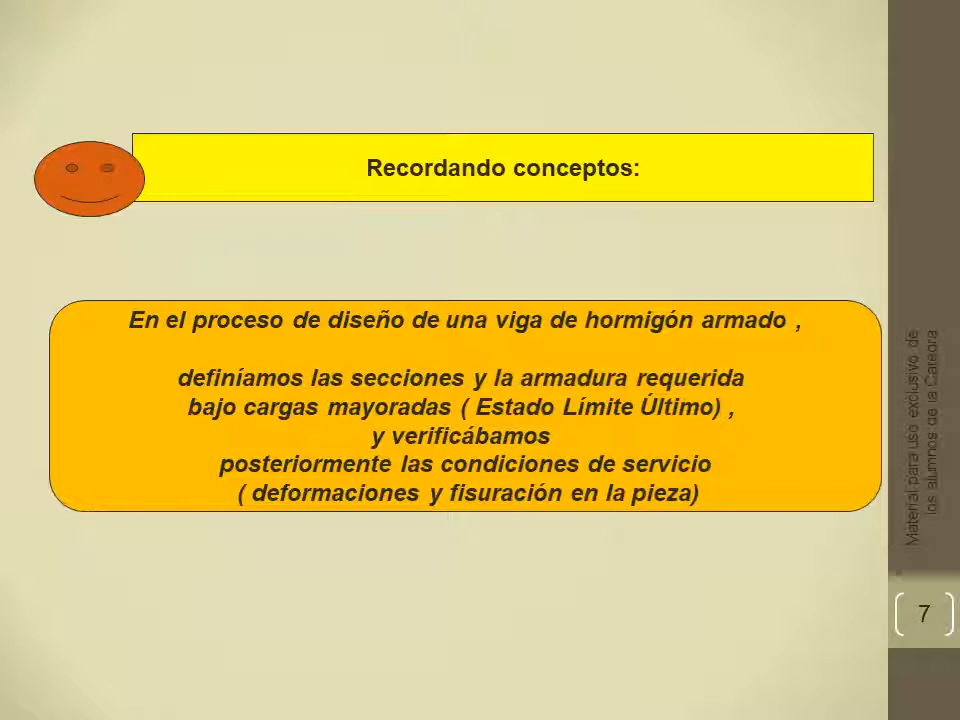 Recordando conceptos:
En el proceso de diseño de una viga de hormigón armado ,
definíamos las secciones y la armadura requerida
bajo cargas mayoradas ( Estado Límite Último) ,
y verificábamos
posteriormente las condiciones de servicio
( deformaciones y fisuración en la pieza)
Material para uso exclusivo de
los alumnos de la Cátedra
7